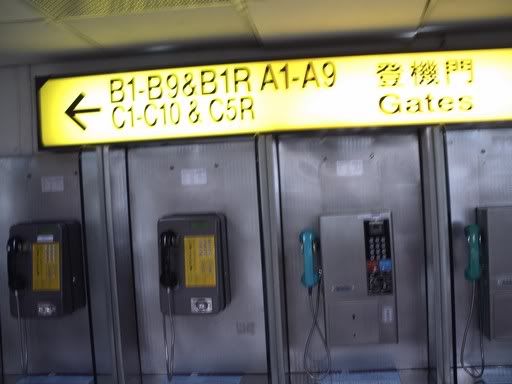 B1-B9&B1R A1-A9
C1-C10 & C5R
登機門
Gates